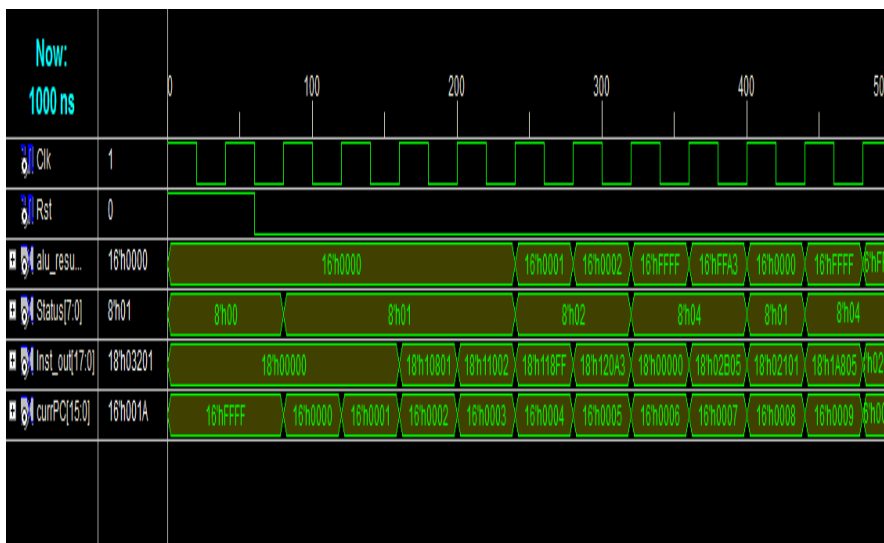 Now:
1000 ns
0 100 200 300 400 50
Clk 1
Rst 0
alu_resu... 16'h0000 16'h0000 16'h0001 16'h0002 16'hFFFF 16'hFFA3 16'h0000 16'hFFFF
Status[7:0] 8'h01 8'h00 8'h01 8'h02 8'h04 8'h01 8'h04
Inst_out[17:0] 18'h03201 18'h00000 18'h10801 18'h11002 18'h118FF 18'h120A3 18'h00000 18'h02B05 18'h02101 18'h1A805
currPC[15:0] 16'h001A 16'hFFFF 16'h0000 16'h0001 16'h0002 16'h0003 16'h0004 16'h0005 16'h0006 16'h0007 16'h0008 16'h0009